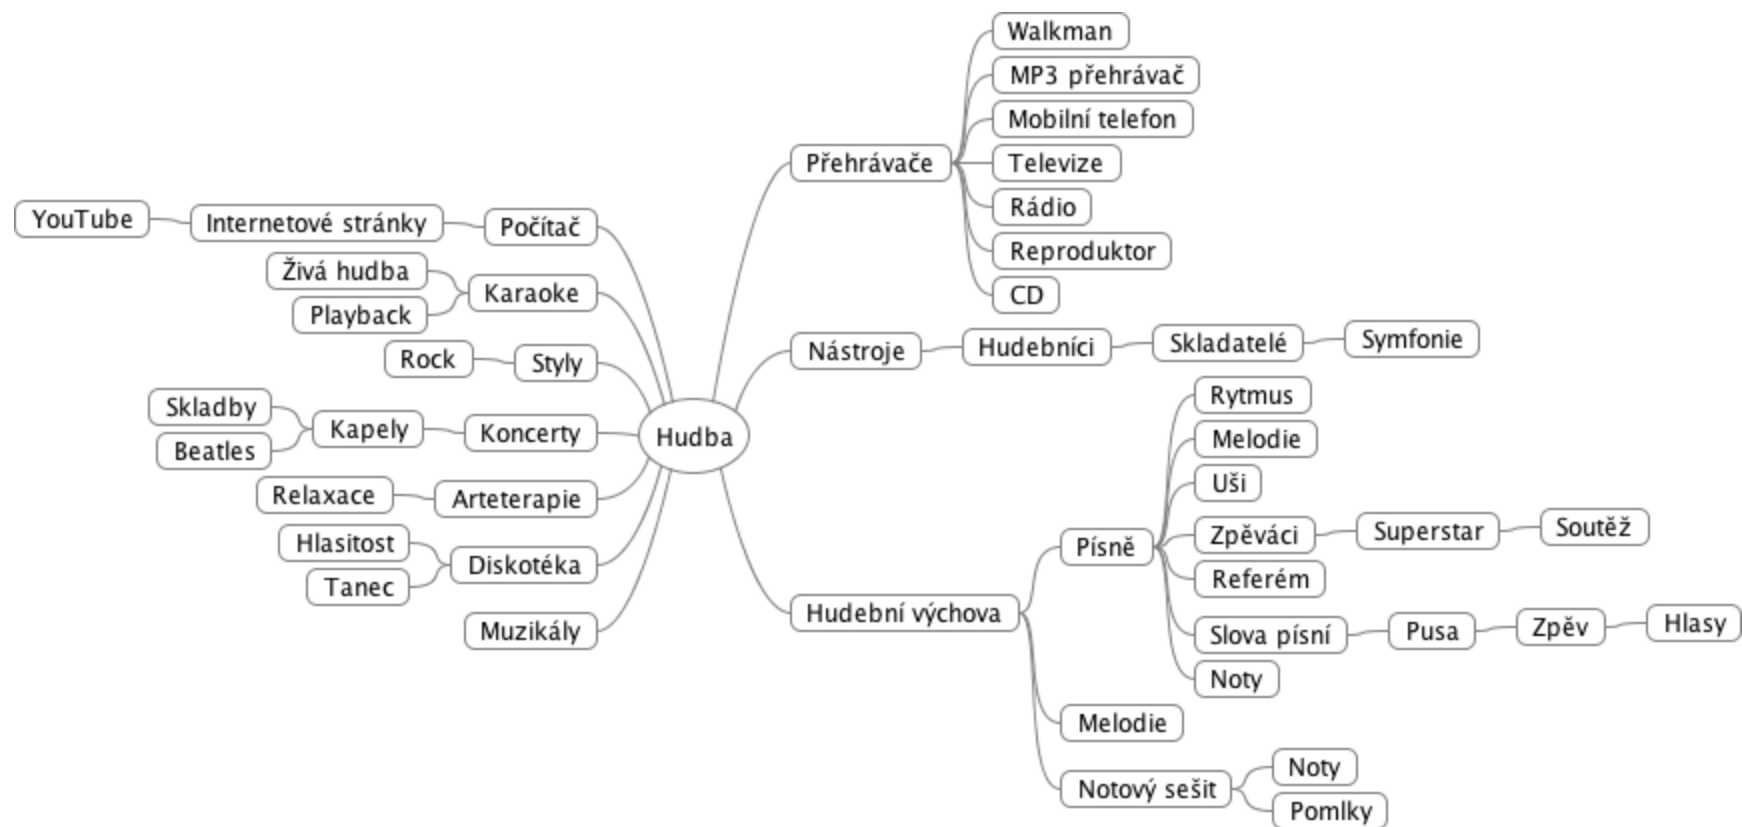 Walkman
MP3 přehrávač
Mobilní telefon
Přehrávače
Televize
Rádio
Reproduktor
CD
YouTube
Internetové stránky
Počítač
Živá hudba
Karaoke
Playback
Rock
Styly
Skladby
Kapely
Koncerty
Beatles
Relaxace
Arteterapie
Hlasitost
Diskotéka
Tanec
Muzikály
Hudba
Nástroje
Hudebníci
Skladatelé
Symfonie
Hudební výchova
Písně
Rytmus
Melodie
Uši
Zpěváci
Superstar
Soutěž
Referém
Slova písní
Pusa
Zpěv
Hlasy
Noty
Melodie
Notový sešit
Noty
Pomlky